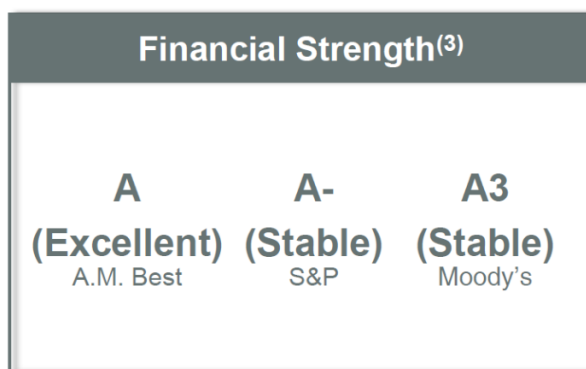 Financial Strength(3)
A A- A3
(Excellent) (Stable) (Stable)
A.M. Best S&P Moody's